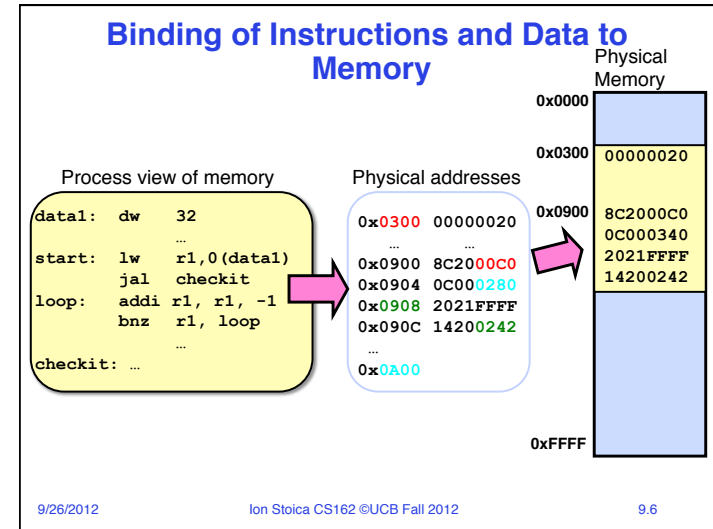 Binding of Instructions and Data to
Memory
Physical
Memory
0x0000
0x0300
00000020
0x0900
8C2000C0
0C000340
2021FFFF
14200242
0xFFFF
Process view of memory
data1: dw 32
…
start: lw r1,0(data1)
jal checkit
loop: addi r1, r1, -1
bnz r1, loop
…
checkit: …
Physical addresses
0x0300 00000020
… …
0x0900 8C2000C0
0x0904 0C000280
0x0908 2021FFFF
0x090C 14200242
…
0x0A00
9/26/2012 Ion Stoica CS162 ©UCB Fall 2012 9.6